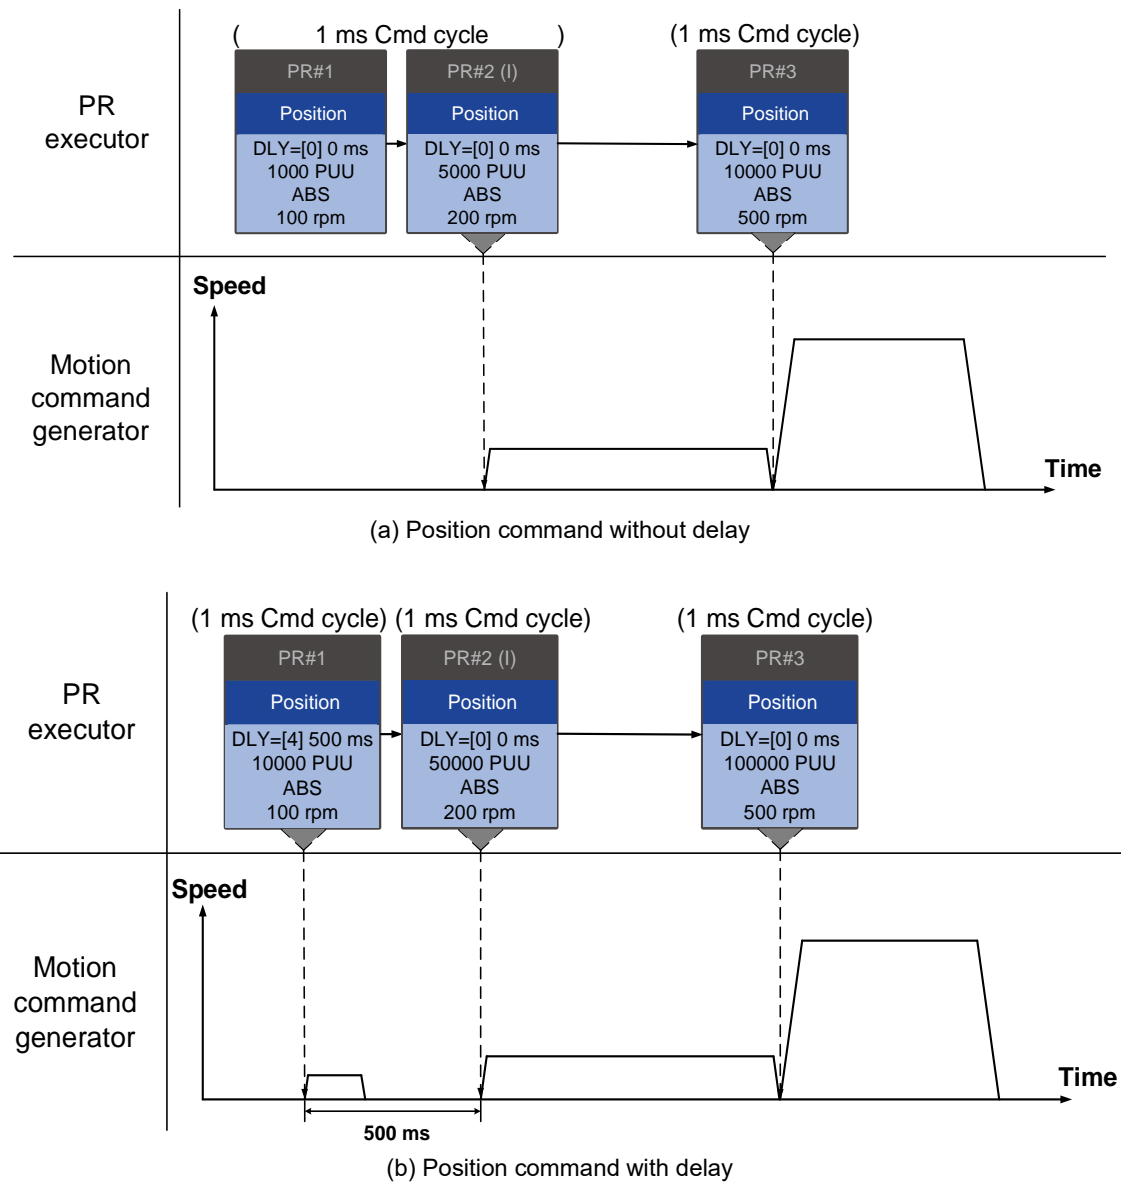 ( 1 ms Cmd cycle )
(1 ms Cmd cycle)
PR
executor
PR#1
Position
DLY=[0] 0 ms
1000 PUU
ABS
100 rpm
PR#2 (I)
Position
DLY=[0] 0 ms
5000 PUU
ABS
200 rpm
PR#3
Position
DLY=[0] 0 ms
10000 PUU
ABS
500 rpm
Motion
command
generator
Speed
Time
(a) Position command without delay
(1 ms Cmd cycle)
(1 ms Cmd cycle)
(1 ms Cmd cycle)
PR
executor
PR#1
Position
DLY=[4] 500 ms
10000 PUU
ABS
100 rpm
PR#2 (I)
Position
DLY=[0] 0 ms
50000 PUU
ABS
200 rpm
PR#3
Position
DLY=[0] 0 ms
100000 PUU
ABS
500 rpm
Motion
command
generator
Speed
Time
500 ms
(b) Position command with delay